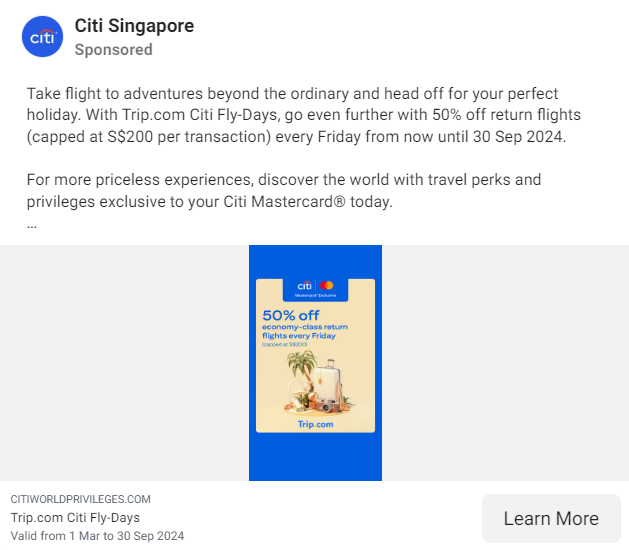 citi
Citi Singapore
Sponsored
Take flight to adventures beyond the ordinary and head off for your perfect
holiday. With Trip.com Citi Fly-Days, go even further with 50% off return flights
(capped at S$200 per transaction) every Friday from now until 30 Sep 2024.
For more priceless experiences, discover the world with travel perks and
privileges exclusive to your Citi Mastercard® today.
...
citi
Mastercard® Exclusive
50% off
economy-class return
flights every Friday
(capped at S$200)
Trip.com
CITIWORLDPRIVILEGES.COM
Trip.com Citi Fly-Days
Valid from 1 Mar to 30 Sep 2024
Learn More